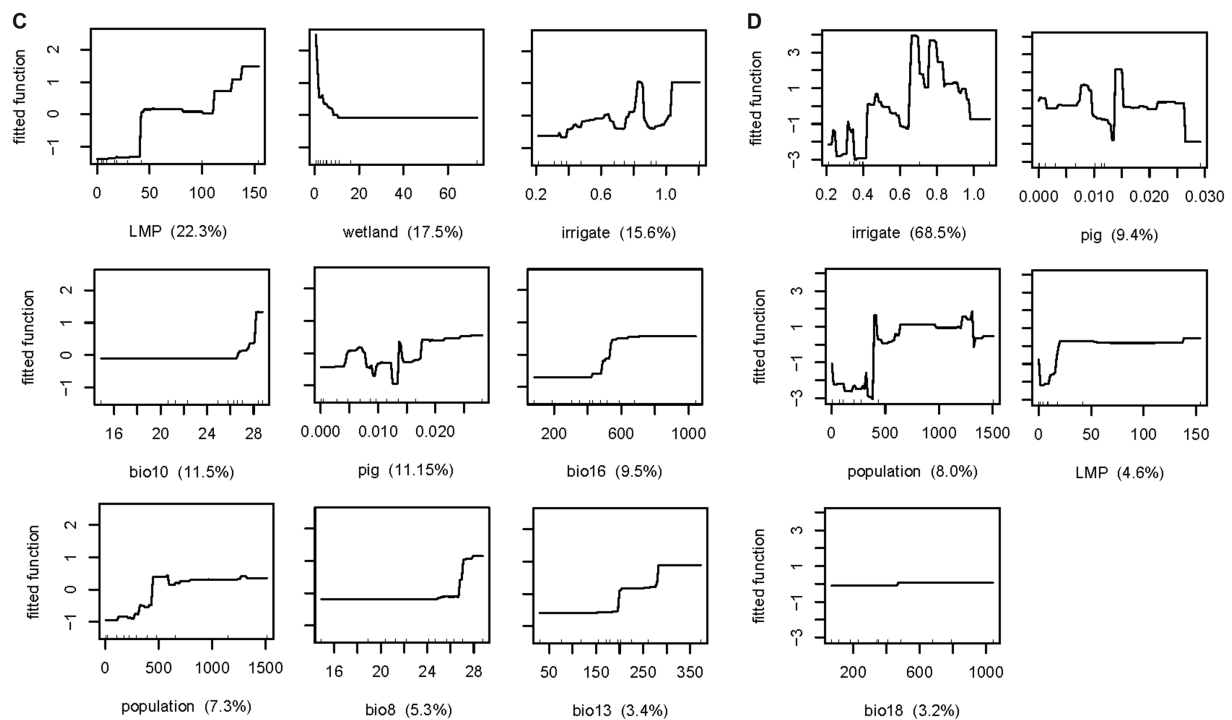 C
D
fitted function
2
1
0
−1
0 50 100 150
LMP (22.3%)
0 20 40 60
wetland (17.5%)
0.2 0.6 1.0
irrigate (15.6%)
fitted function
3
1
−1
−3
0.2 0.4 0.6 0.8 1.0
irrigate (68.5%)
0.000 0.010 0.020 0.030
pig (9.4%)
fitted function
2
1
0
−1
16 20 24 28
bio10 (11.5%)
0.000 0.010 0.020
pig (11.15%)
200 600 1000
bio16 (9.5%)
fitted function
3
1
−1
−3
0 500 1000 1500
population (8.0%)
0 50 100 150
LMP (4.6%)
fitted function
2
1
0
−1
0 500 1000 1500
population (7.3%)
16 20 24 28
bio8 (5.3%)
50 150 250 350
bio13 (3.4%)
fitted function
3
1
−1
−3
200 600 1000
bio18 (3.2%)